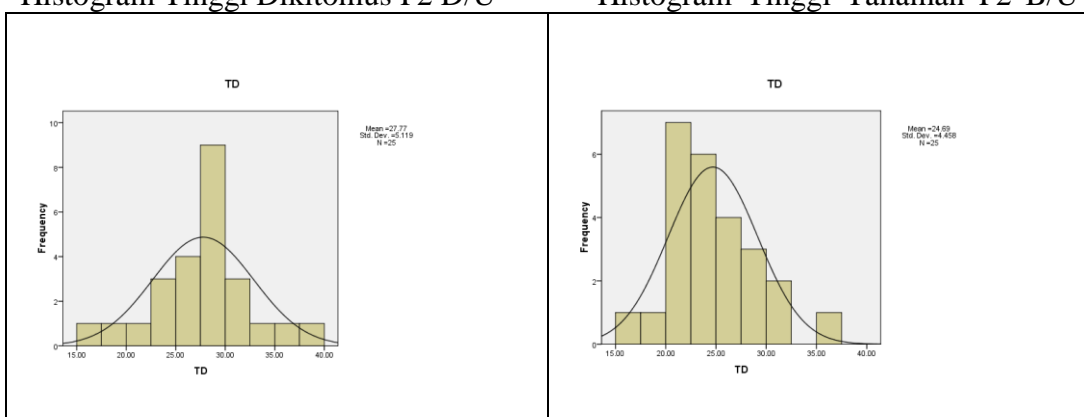 Histogram Tinggi Dikitomus F2 D/U
Histogram Tinggi Tanaman F2 B/U
TD
Mean =27.77
Std. Dev. =5.119
N =25
10
8
6
4
2
0
Frequency
15.00 20.00 25.00 30.00 35.00 40.00
TD
TD
Mean =24.69
Std. Dev. =4.458
N =25
6
4
2
0
Frequency
15.00 20.00 25.00 30.00 35.00 40.00
TD